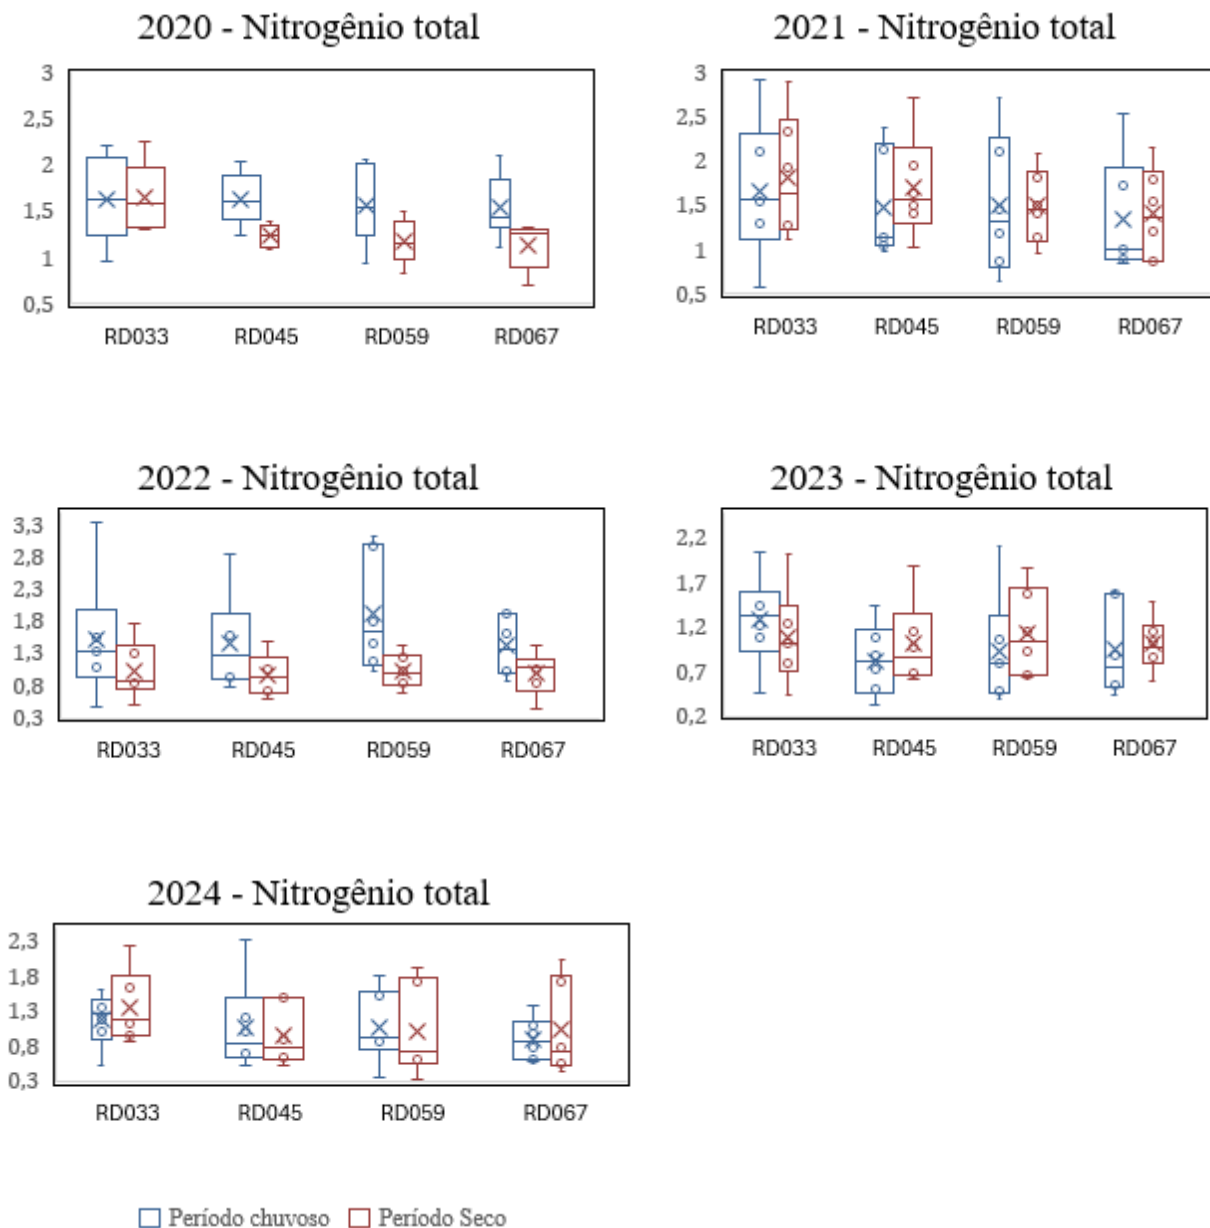 2020 - Nitrogênio total
3
2,5
2
1,5
1
0,5
RD033 RD045 RD059 RD067
2021 - Nitrogênio total
3
2,5
2
1,5
1
0,5
RD033 RD045 RD059 RD067
2022 - Nitrogênio total
3,3
2,8
2,3
1,8
1,3
0,8
0,3
RD033 RD045 RD059 RD067
2023 - Nitrogênio total
2,2
1,7
1,2
0,7
0,2
RD033 RD045 RD059 RD067
2024 - Nitrogênio total
2,3
1,8
1,3
0,8
0,3
RD033 RD045 RD059 RD067
Período chuvoso Período Seco